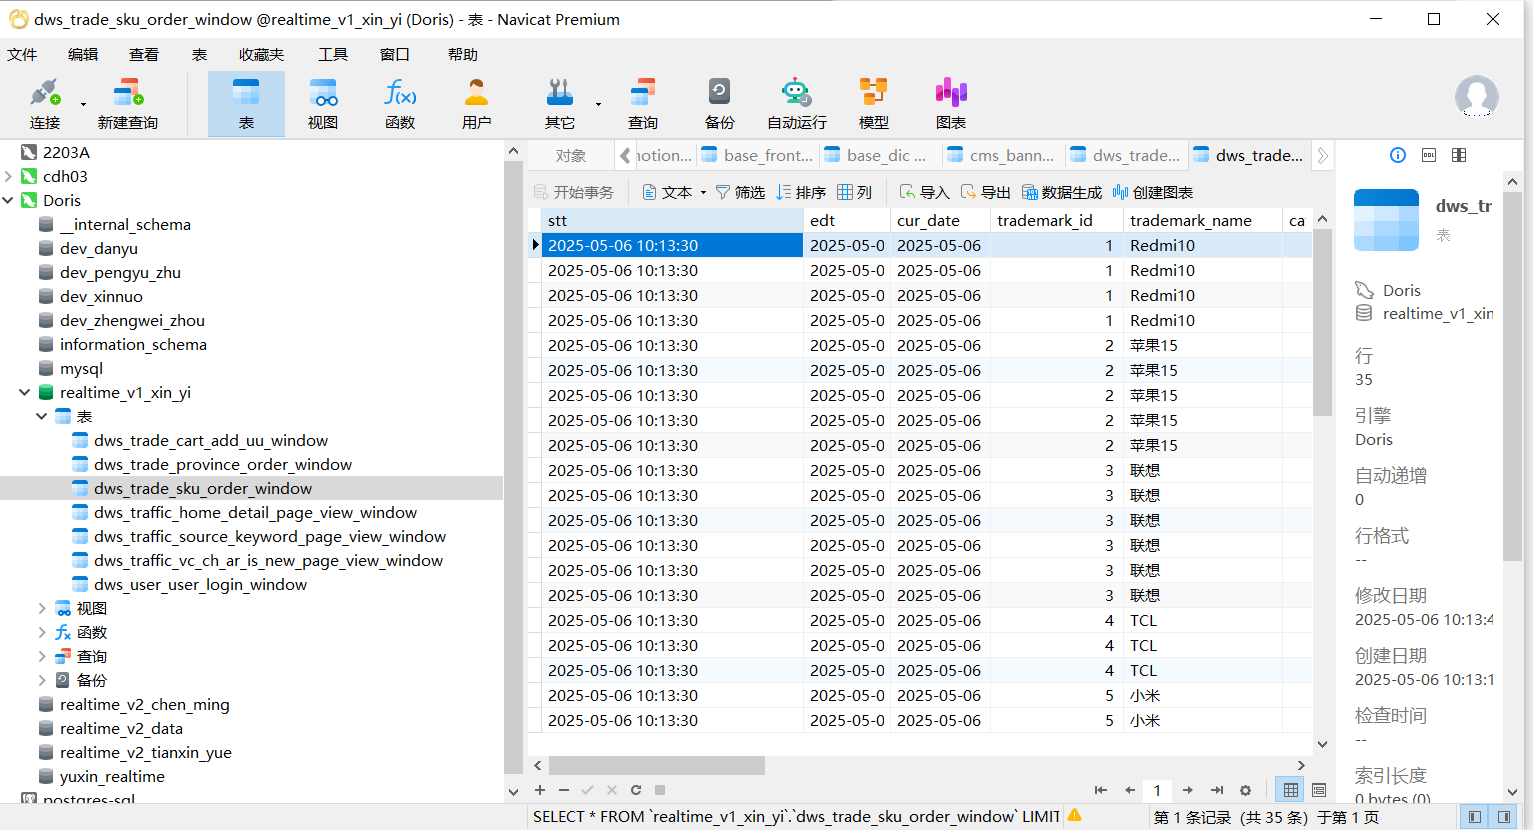 dws_trade_sku_order_window @realtime_v1_xin_yi (Doris) - 表 - Navicat Premium
文件 编辑 查看 表 收藏夹 工具 窗口 帮助
连接 新建查询 表 视图 函数 用户 其它 查询 备份 自动运行 模型 图表
2203A
cdh03
Doris
__internal_schema
dev_danyu
dev_pengyu_zhu
dev_xinnuo
dev_zhengwei_zhou
information_schema
mysql
realtime_v1_xin_yi
表
dws_trade_cart_add_uu_window
dws_trade_province_order_window
dws_trade_sku_order_window
dws_traffic_home_detail_page_view_window
dws_traffic_source_keyword_page_view_window
dws_traffic_vc_ch_ar_is_new_page_view_window
dws_user_user_login_window
视图
函数
查询
备份
realtime_v2_chen_ming
realtime_v2_data
realtime_v2_tianxin_yue
yuxin_realtime
postgres-sql
对象 notion... base_front... base_dic ... cms_bann... dws_trade... dws_trade...
开始事务 文本 筛选 排序 列 导入 导出 数据生成 创建图表
stt edt cur_date trademark_id trademark_name ca
2025-05-06 10:13:30 2025-05-0 2025-05-06 1 Redmi10
2025-05-06 10:13:30 2025-05-0 2025-05-06 1 Redmi10
2025-05-06 10:13:30 2025-05-0 2025-05-06 1 Redmi10
2025-05-06 10:13:30 2025-05-0 2025-05-06 1 Redmi10
2025-05-06 10:13:30 2025-05-0 2025-05-06 2 苹果15
2025-05-06 10:13:30 2025-05-0 2025-05-06 2 苹果15
2025-05-06 10:13:30 2025-05-0 2025-05-06 2 苹果15
2025-05-06 10:13:30 2025-05-0 2025-05-06 2 苹果15
2025-05-06 10:13:30 2025-05-0 2025-05-06 2 苹果15
2025-05-06 10:13:30 2025-05-0 2025-05-06 3 联想
2025-05-06 10:13:30 2025-05-0 2025-05-06 3 联想
2025-05-06 10:13:30 2025-05-0 2025-05-06 3 联想
2025-05-06 10:13:30 2025-05-0 2025-05-06 3 联想
2025-05-06 10:13:30 2025-05-0 2025-05-06 3 联想
2025-05-06 10:13:30 2025-05-0 2025-05-06 3 联想
2025-05-06 10:13:30 2025-05-0 2025-05-06 4 TCL
2025-05-06 10:13:30 2025-05-0 2025-05-06 4 TCL
2025-05-06 10:13:30 2025-05-0 2025-05-06 4 TCL
2025-05-06 10:13:30 2025-05-0 2025-05-06 5 小米
2025-05-06 10:13:30 2025-05-0 2025-05-06 5 小米
1
SELECT * FROM `realtime_v1_xin_yi`.`dws_trade_sku_order_window` LIMIT
第 1 条记录 (共 35 条) 于第 1 页
DDL
dws_tr
表
Doris
realtime_v1_xin
行
35
引擎
Doris
自动递增
0
行格式
--
修改日期
2025-05-06 10:13:4
创建日期
2025-05-06 10:13:1
检查时间
--
索引长度
0 bytes (0)